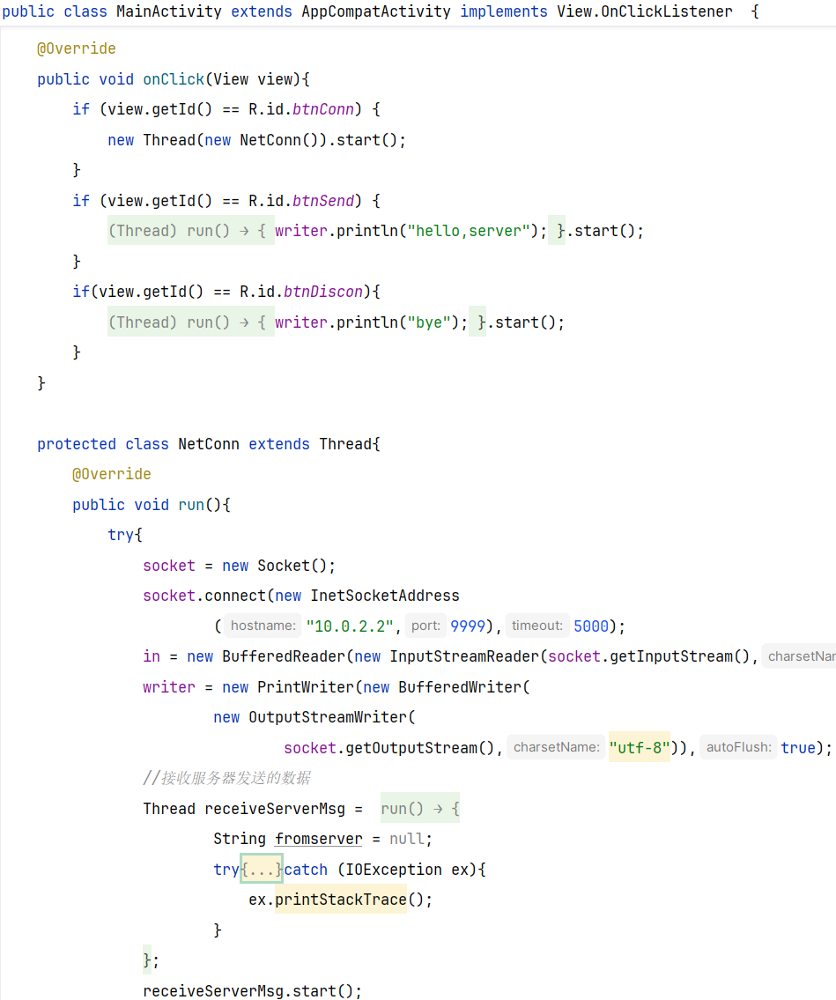 public class MainActivity extends AppCompatActivity implements View.OnClickListener  {
    @Override
    public void onClick(View view){
        if (view.getId() == R.id.btnConn) {
            new Thread(new NetConn()).start();
        }
        if (view.getId() == R.id.btnSend) {
            (Thread) run() → { writer.println("hello,server"); }.start();
        }
        if(view.getId() == R.id.btnDiscon){
            (Thread) run() → { writer.println("bye"); }.start();
        }
    }
    protected class NetConn extends Thread{
        @Override
        public void run(){
            try{
                socket = new Socket();
                socket.connect(new InetSocketAddress
                        ( hostname: "10.0.2.2", port: 9999), timeout: 5000);
                in = new BufferedReader(new InputStreamReader(socket.getInputStream(), charsetNar
                writer = new PrintWriter(new BufferedWriter(
                        new OutputStreamWriter(
                                socket.getOutputStream(), charsetName: "utf-8")), autoFlush: true);
                //接收服务器发送的数据
                Thread receiveServerMsg =  run() → {
                        String fromserver = null;
                        try{...}catch (IOException ex){
                            ex.printStackTrace();
                        }
                };
                receiveServerMsg.start();